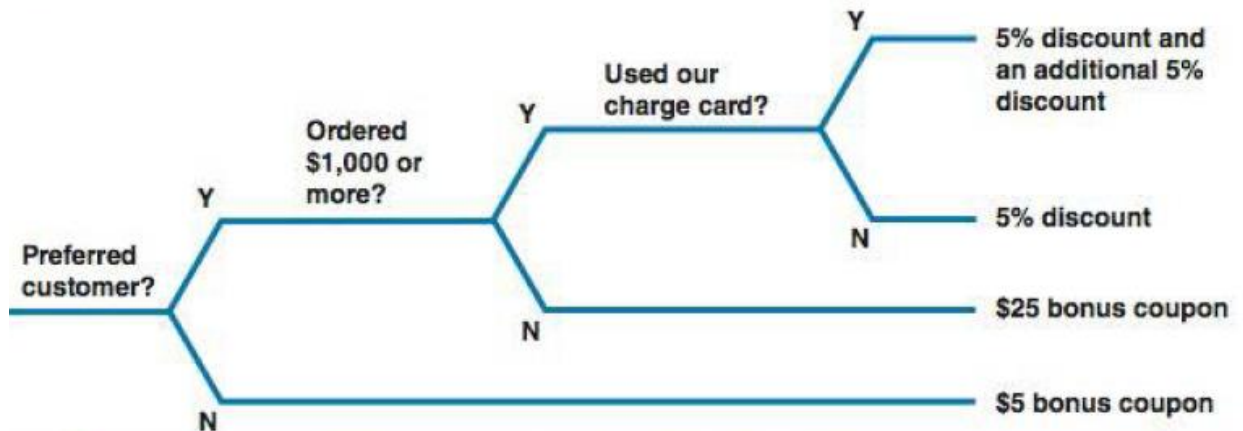 Y
5% discount and
an additional 5%
discount
Used our
charge card?
Y
Ordered
$1,000 or
more?
Y
N
5% discount
Preferred
customer?
N
$25 bonus coupon
N
$5 bonus coupon